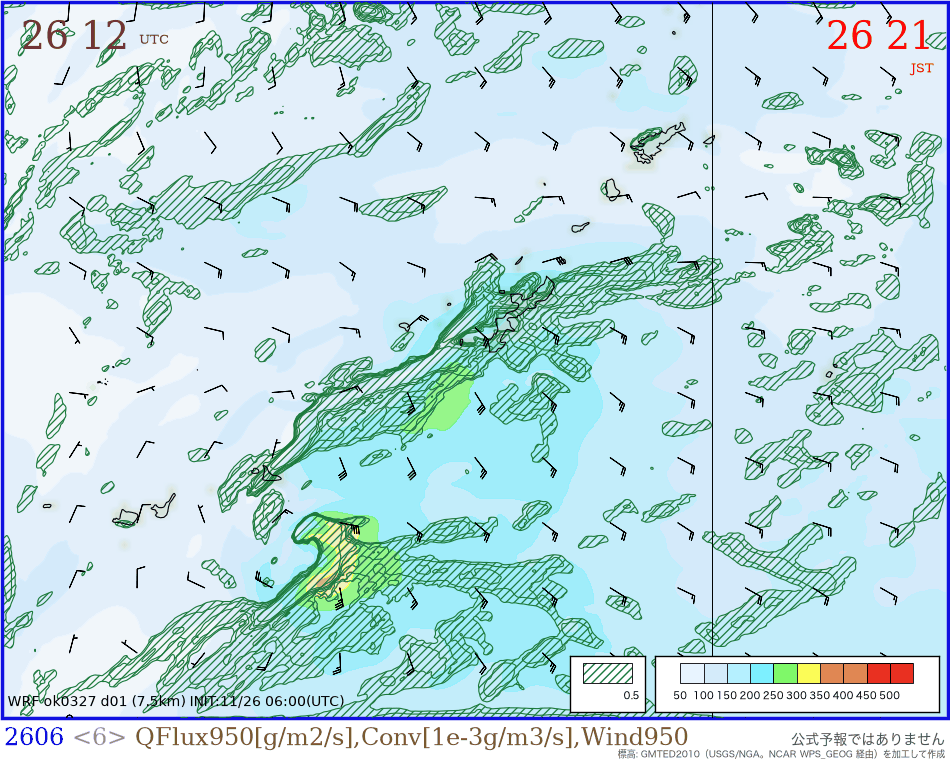 26 12 UTC
26 21
JST
WRF ok0327 d01 (7.5km) INIT:11/26 06:00(UTC)
0.5
50 100 150 200 250 300 350 400 450 500
2606 <6> QFlux950[g/m2/s],Conv[1e-3g/m3/s],Wind950
公式予報ではありません
標高: GMTED2010（USGS/NGA。NCAR WPS_GEOG 経由）を加工して作成